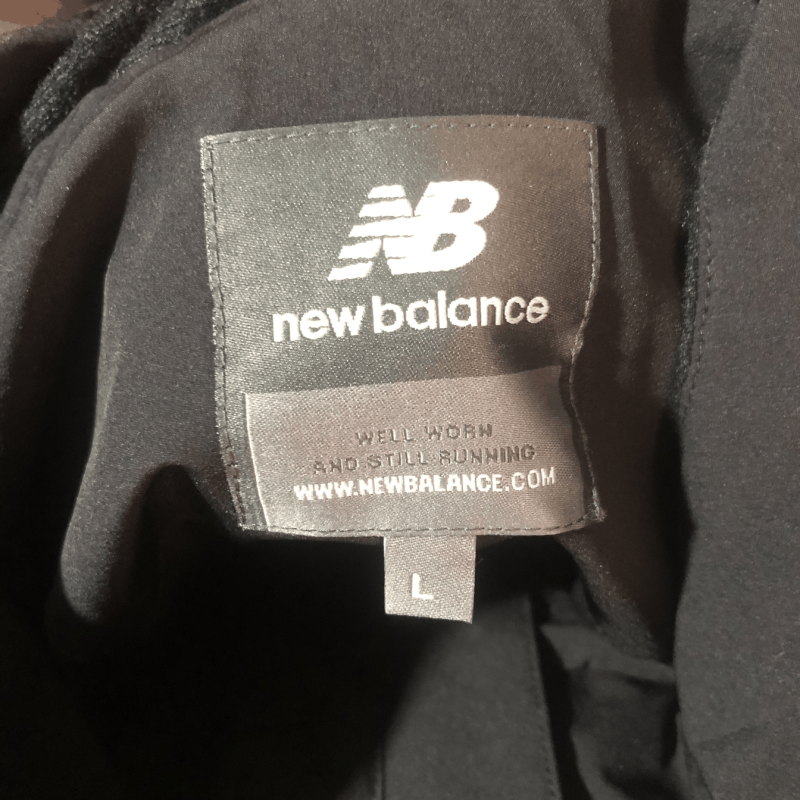 NB
new balance
WELL WORN
AND STILL RUNNING
WWW.NEWBALANCE.COM
L